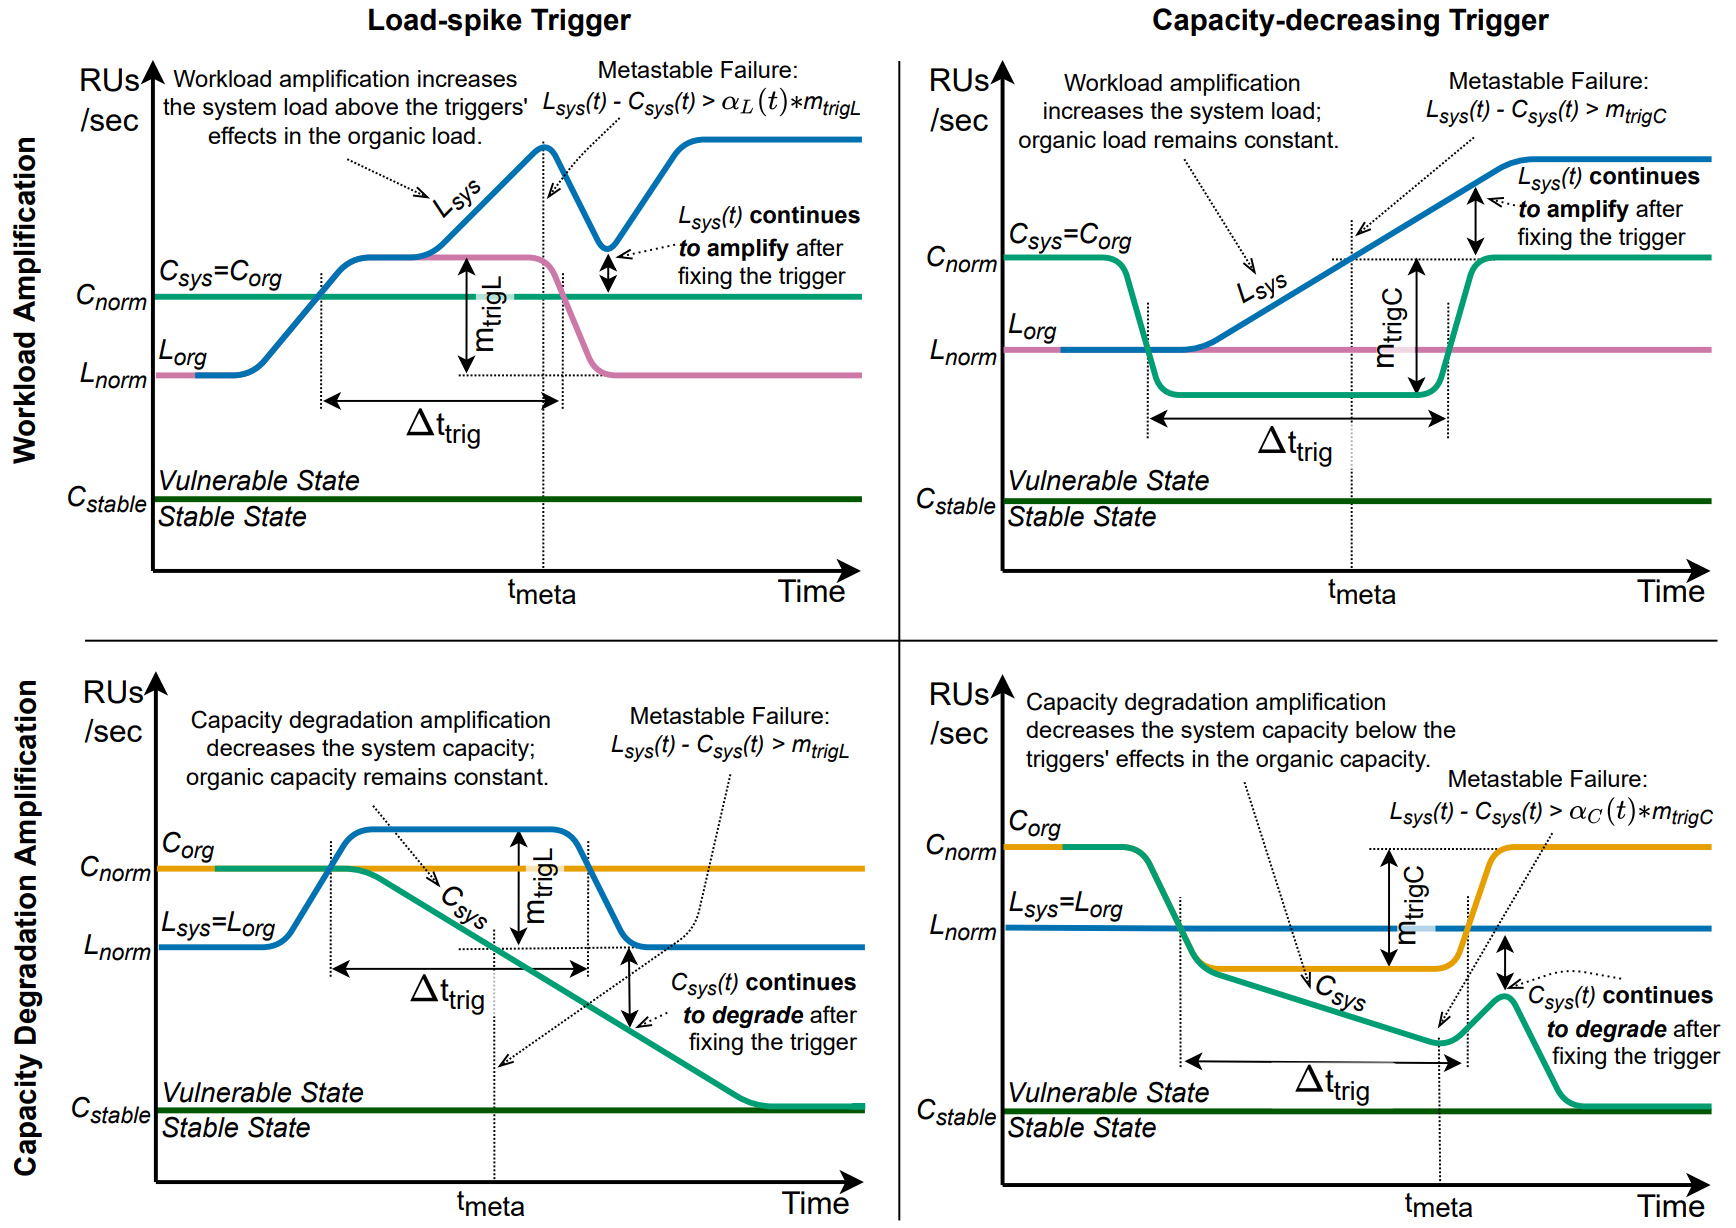 Load-spike Trigger
Capacity-decreasing Trigger
Workload Amplification
RUs
/sec
Workload amplification increases
the system load above the triggers'
effects in the organic load.
Metastable Failure:
Lsys(t) - Csys(t) > αL(t)*mtrigL
Lsys
Lsys(t) continues
to amplify after
fixing the trigger
Csys=Corg
Cnorm
mtrigL
Lorg
Lnorm
Δttrig
Vulnerable State
Cstable
Stable State
tmeta
Time
RUs
/sec
Workload amplification
increases the system load;
organic load remains constant.
Metastable Failure:
Lsys(t) - Csys(t) > mtrigC
Lsys(t) continues
to amplify after
fixing the trigger
Csys=Corg
Cnorm
Lsys
mtrigC
Lorg
Lnorm
Δttrig
Vulnerable State
Cstable
Stable State
tmeta
Time
Capacity Degradation Amplification
RUs
/sec
Capacity degradation amplification
decreases the system capacity;
organic capacity remains constant.
Metastable Failure:
Lsys(t) - Csys(t) > mtrigL
Corg
Cnorm
Csys
mtrigL
Lsys=Lorg
Lnorm
Δttrig
Csys(t) continues
to degrade after
fixing the trigger
Vulnerable State
Cstable
Stable State
tmeta
Time
RUs
/sec
Capacity degradation amplification
decreases the system capacity below the
triggers' effects in the organic capacity.
Metastable Failure:
Lsys(t) - Csys(t) > αC(t)*mtrigC
Corg
Cnorm
mtrigC
Lsys=Lorg
Lnorm
Csys
Csys(t) continues
to degrade after
fixing the trigger
Δttrig
Vulnerable State
Cstable
Stable State
tmeta
Time